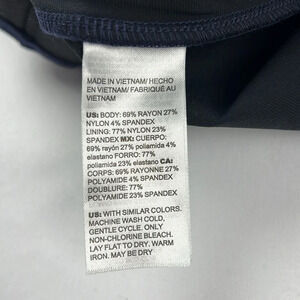 MADE IN VIETNAM/ HECHO
EN VIETNAM/ FABRIQUÉ AU
VIETNAM
US: BODY: 69% RAYON 27%
NYLON 4% SPANDEX
LINING: 77% NYLON 23%
SPANDEX MX: CUERPO:
69% rayón 27% poliamida 4%
elastano FORRO: 77%
poliamida 23% elastano CA:
CORPS: 69% RAYONNE 27%
POLYAMIDE 4% SPANDEX
DOUBLURE: 77%
POLYAMIDE 23% SPANDEX
US: WITH SIMILAR COLORS.
MACHINE WASH COLD,
GENTLE CYCLE. ONLY
NON-CHLORINE BLEACH.
LAY FLAT TO DRY. WARM
IRON. MAY BE DRY